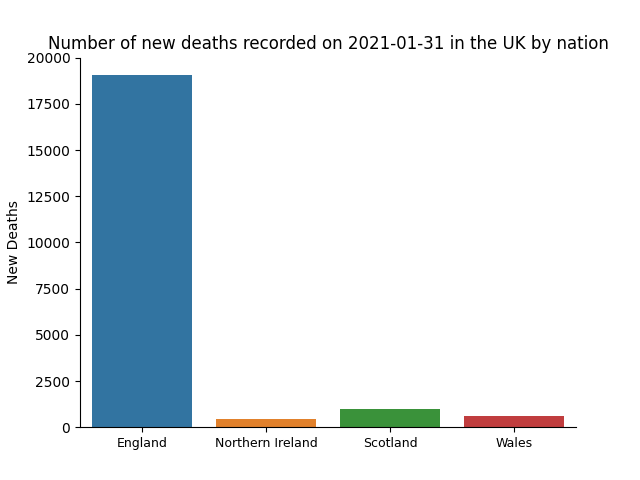 Number of new deaths recorded on 2021-01-31 in the UK by nation
20000
17500
15000
12500
10000
7500
5000
2500
0
New Deaths
England
Northern Ireland
Scotland
Wales